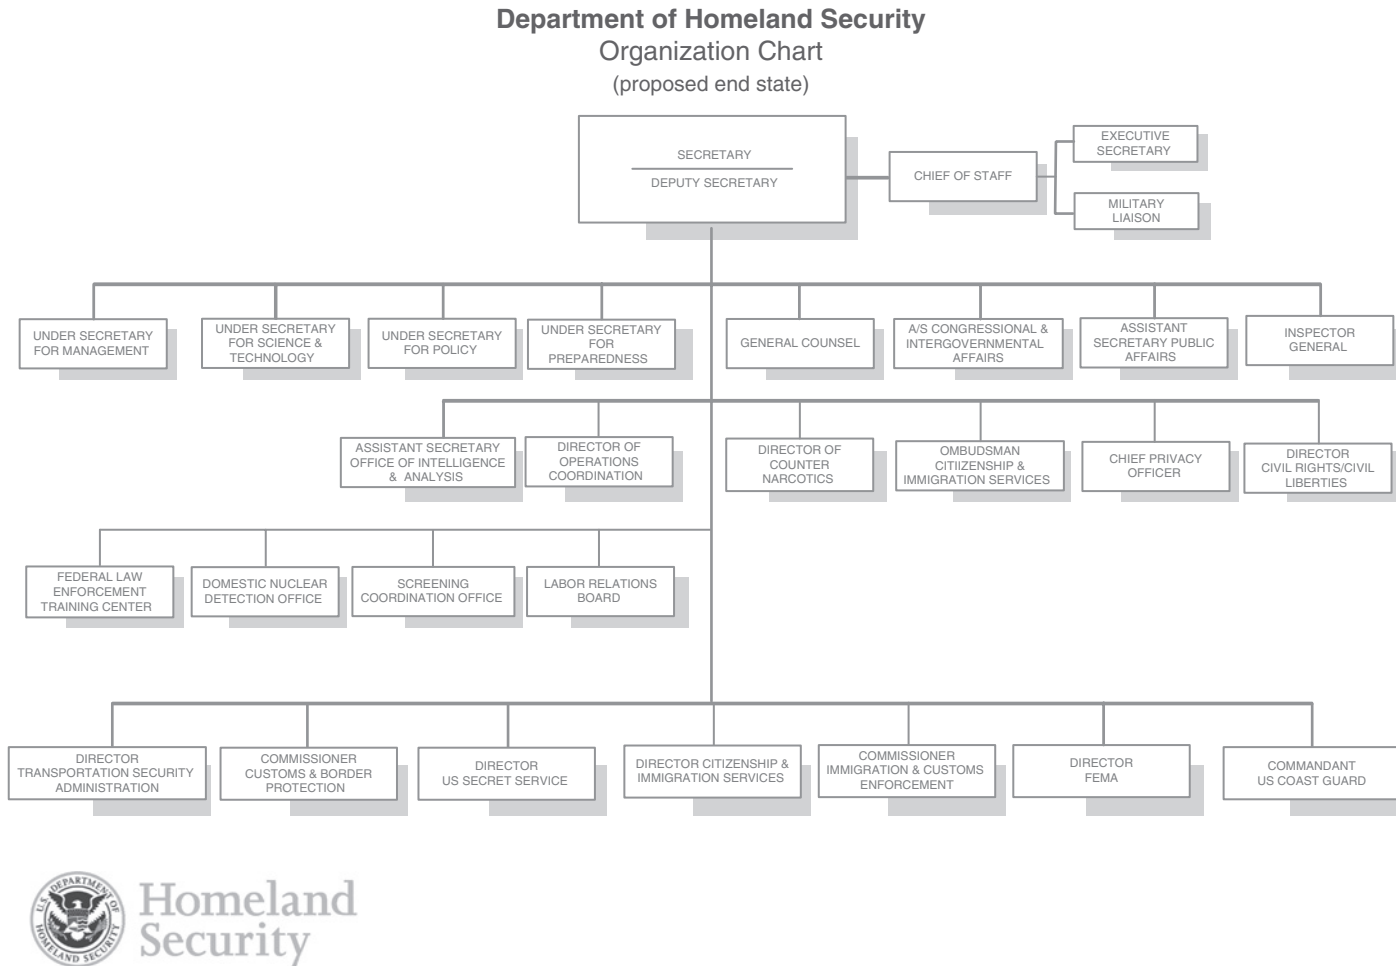 Department of Homeland Security
Organization Chart
(proposed end state)
SECRETARY
DEPUTY SECRETARY
CHIEF OF STAFF
EXECUTIVE
SECRETARY
MILITARY
LIAISON
UNDER SECRETARY
FOR MANAGEMENT
UNDER SECRETARY
FOR SCIENCE &
TECHNOLOGY
UNDER SECRETARY
FOR POLICY
UNDER SECRETARY
FOR
PREPAREDNESS
GENERAL COUNSEL
A/S CONGRESSIONAL &
INTERGOVERNMENTAL
AFFAIRS
ASSISTANT
SECRETARY PUBLIC
AFFAIRS
INSPECTOR
GENERAL
ASSISTANT SECRETARY
OFFICE OF INTELLIGENCE
& ANALYSIS
DIRECTOR OF
OPERATIONS
COORDINATION
DIRECTOR OF
COUNTER
NARCOTICS
OMBUDSMAN
CITIIZENSHIP &
IMMIGRATION SERVICES
CHIEF PRIVACY
OFFICER
DIRECTOR
CIVIL RIGHTS/CIVIL
LIBERTIES
FEDERAL LAW
ENFORCEMENT
TRAINING CENTER
DOMESTIC NUCLEAR
DETECTION OFFICE
SCREENING
COORDINATION OFFICE
LABOR RELATIONS
BOARD
DIRECTOR
TRANSPORTATION SECURITY
ADMINISTRATION
COMMISSIONER
CUSTOMS & BORDER
PROTECTION
DIRECTOR
US SECRET SERVICE
DIRECTOR CITIZENSHIP &
IMMIGRATION SERVICES
COMMISSIONER
IMMIGRATION & CUSTOMS
ENFORCEMENT
DIRECTOR
FEMA
COMMANDANT
US COAST GUARD
U.S. DEPARTMENT OF
HOMELAND SECURITY
Homeland
Security